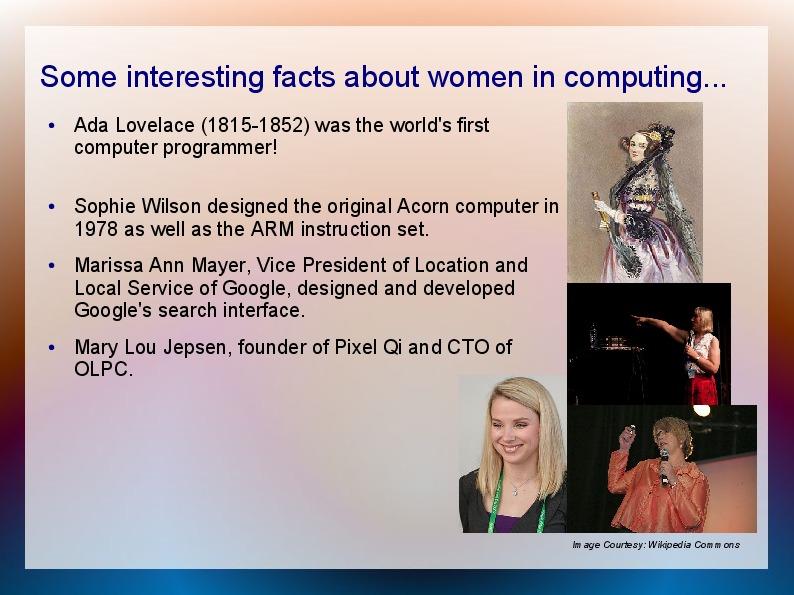 Some interesting facts about women in computing...
• Ada Lovelace (1815-1852) was the world's first
computer programmer!
• Sophie Wilson designed the original Acorn computer in
1978 as well as the ARM instruction set.
• Marissa Ann Mayer, Vice President of Location and
Local Service of Google, designed and developed
Google's search interface.
• Mary Lou Jepsen, founder of Pixel Qi and CTO of
OLPC.
Image Courtesy: Wikipedia Commons